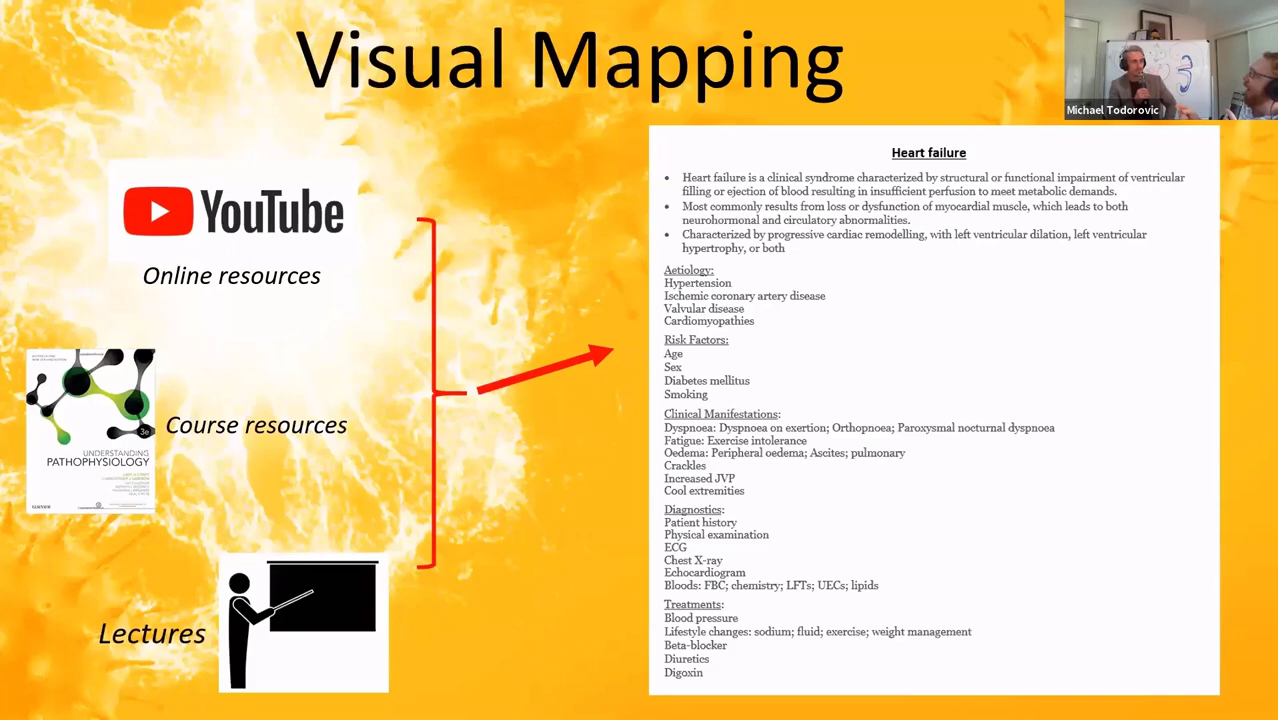 Visual Mapping
Michael Todorovic
YouTube
Online resources
3e
UNDERSTANDING
PATHOPHYSIOLOGY
ELSEVIER
Course resources
Lectures
Heart failure
• Heart failure is a clinical syndrome characterized by structural or functional impairment of ventricular
filling or ejection of blood resulting in insufficient perfusion to meet metabolic demands.
• Most commonly results from loss or dysfunction of myocardial muscle, which leads to both
neurohormonal and circulatory abnormalities.
• Characterized by progressive cardiac remodelling, with left ventricular dilation, left ventricular
hypertrophy, or both
Aetiology:
Hypertension
Ischemic coronary artery disease
Valvular disease
Cardiomyopathies
Risk Factors:
Age
Sex
Diabetes mellitus
Smoking
Clinical Manifestations:
Dyspnoea: Dyspnoea on exertion; Orthopnoea; Paroxysmal nocturnal dyspnoea
Fatigue: Exercise intolerance
Oedema: Peripheral oedema; Ascites; pulmonary
Crackles
Increased JVP
Cool extremities
Diagnostics:
Patient history
Physical examination
ECG
Chest X-ray
Echocardiogram
Bloods: FBC; chemistry; LFTs; UECs; lipids
Treatments:
Blood pressure
Lifestyle changes: sodium; fluid; exercise; weight management
Beta-blocker
Diuretics
Digoxin